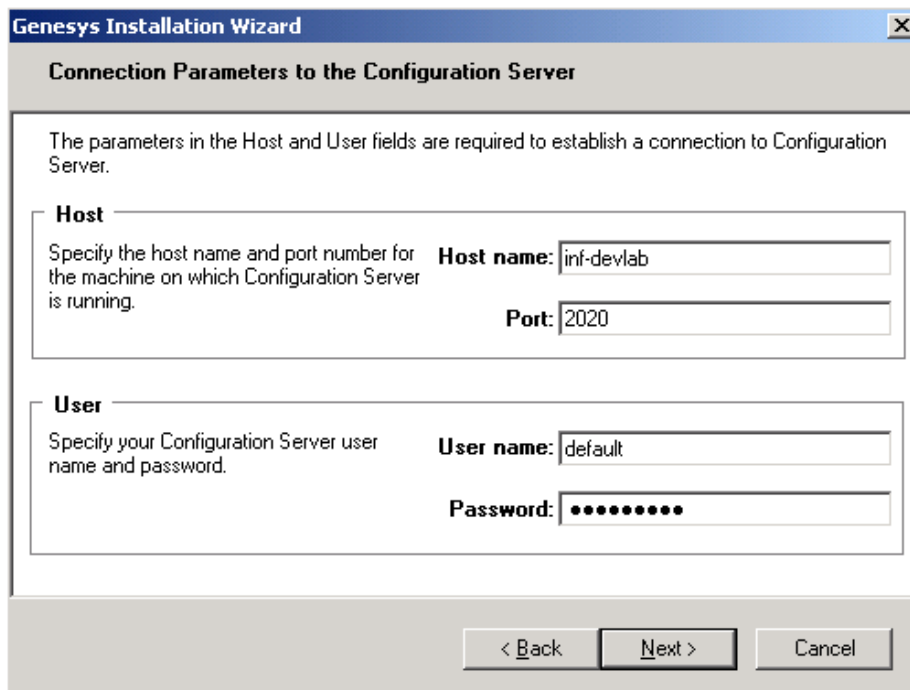 Genesys Installation Wizard
Connection Parameters to the Configuration Server
The parameters in the Host and User fields are required to establish a connection to Configuration
Server.
Host
Specify the host name and port number for
the machine on which Configuration Server
is running.
Host name: inf-devlab
Port: 2020
User
Specify your Configuration Server user
name and password.
User name: default
Password: •••••••••
< Back
Next >
Cancel